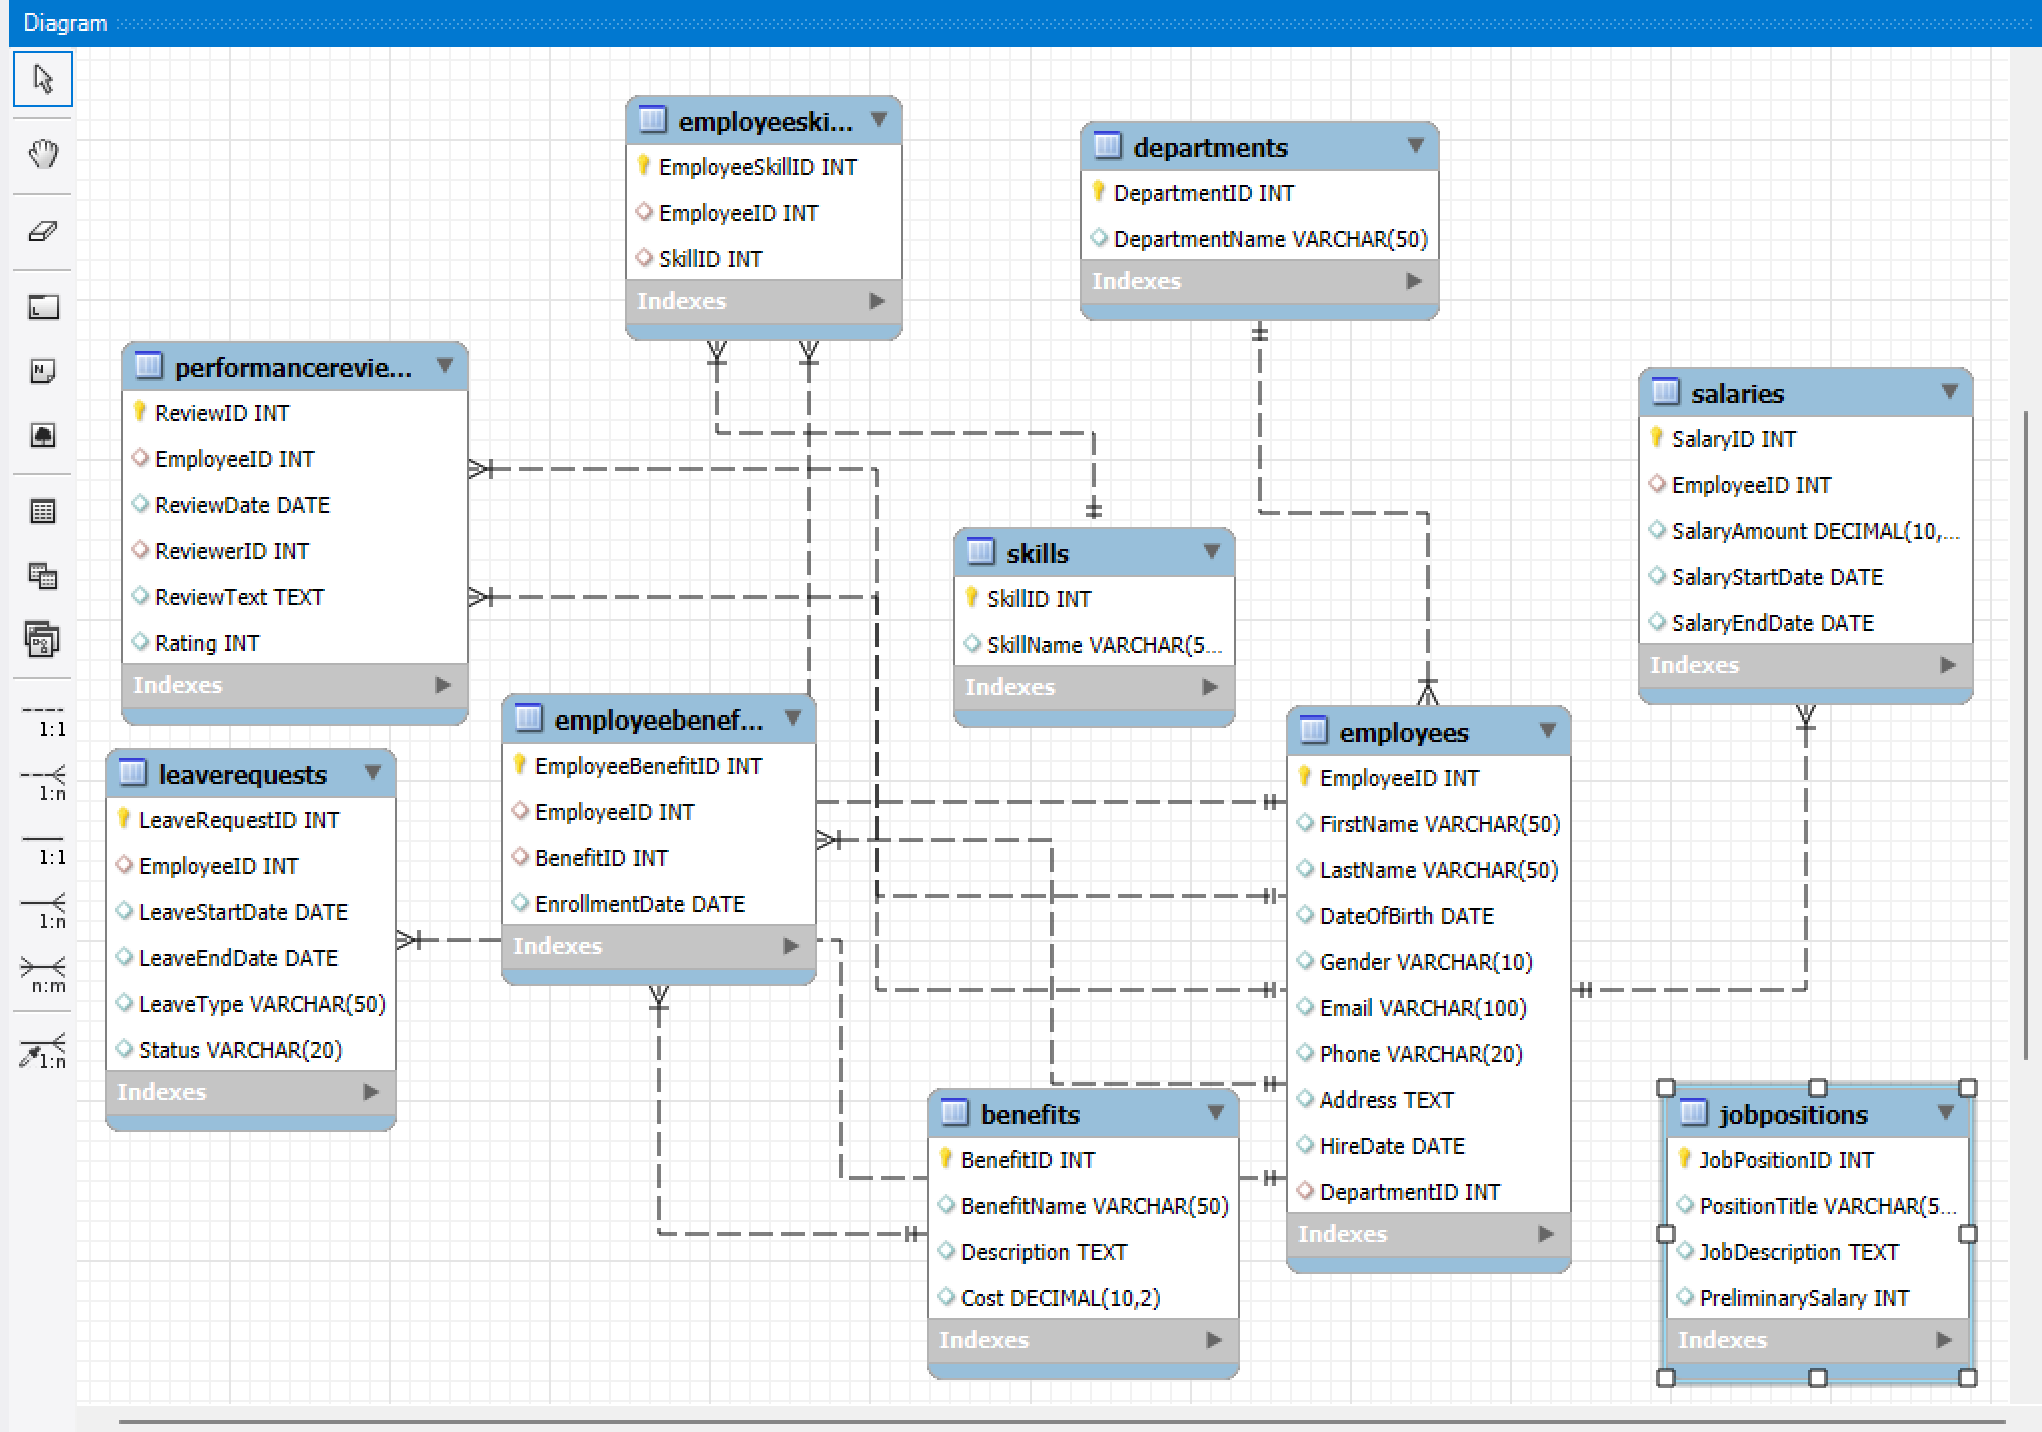 Diagram
1:1
1:n
1:1
1:n
n:m
1:n
employeeski...
EmployeeSkillID INT
EmployeeID INT
SkillID INT
Indexes
departments
DepartmentID INT
DepartmentName VARCHAR(50)
Indexes
performancerevie...
ReviewID INT
EmployeeID INT
ReviewDate DATE
ReviewerID INT
ReviewText TEXT
Rating INT
Indexes
salaries
SalaryID INT
EmployeeID INT
SalaryAmount DECIMAL(10,...
SalaryStartDate DATE
SalaryEndDate DATE
Indexes
skills
SkillID INT
SkillName VARCHAR(5...
Indexes
employeebenef...
EmployeeBenefitID INT
EmployeeID INT
BenefitID INT
EnrollmentDate DATE
Indexes
employees
EmployeeID INT
FirstName VARCHAR(50)
LastName VARCHAR(50)
DateOfBirth DATE
Gender VARCHAR(10)
Email VARCHAR(100)
Phone VARCHAR(20)
Address TEXT
HireDate DATE
DepartmentID INT
Indexes
leaverequests
LeaveRequestID INT
EmployeeID INT
LeaveStartDate DATE
LeaveEndDate DATE
LeaveType VARCHAR(50)
Status VARCHAR(20)
Indexes
benefits
BenefitID INT
BenefitName VARCHAR(50)
Description TEXT
Cost DECIMAL(10,2)
Indexes
jobpositions
JobPositionID INT
PositionTitle VARCHAR(5...
JobDescription TEXT
PreliminarySalary INT
Indexes